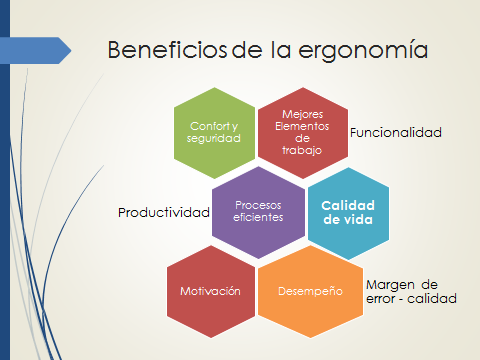 Beneficios de la ergonomía
Confort y
seguridad
Mejores
Elementos
de
trabajo
Funcionalidad
Productividad
Procesos
eficientes
Calidad
de vida
Motivación
Desempeño
Margen de
error - calidad